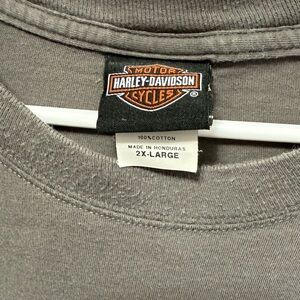 MOTOR
HARLEY-DAVIDSON
CYCLES ®
100% COTTON
MADE IN HONDURAS
2X-LARGE